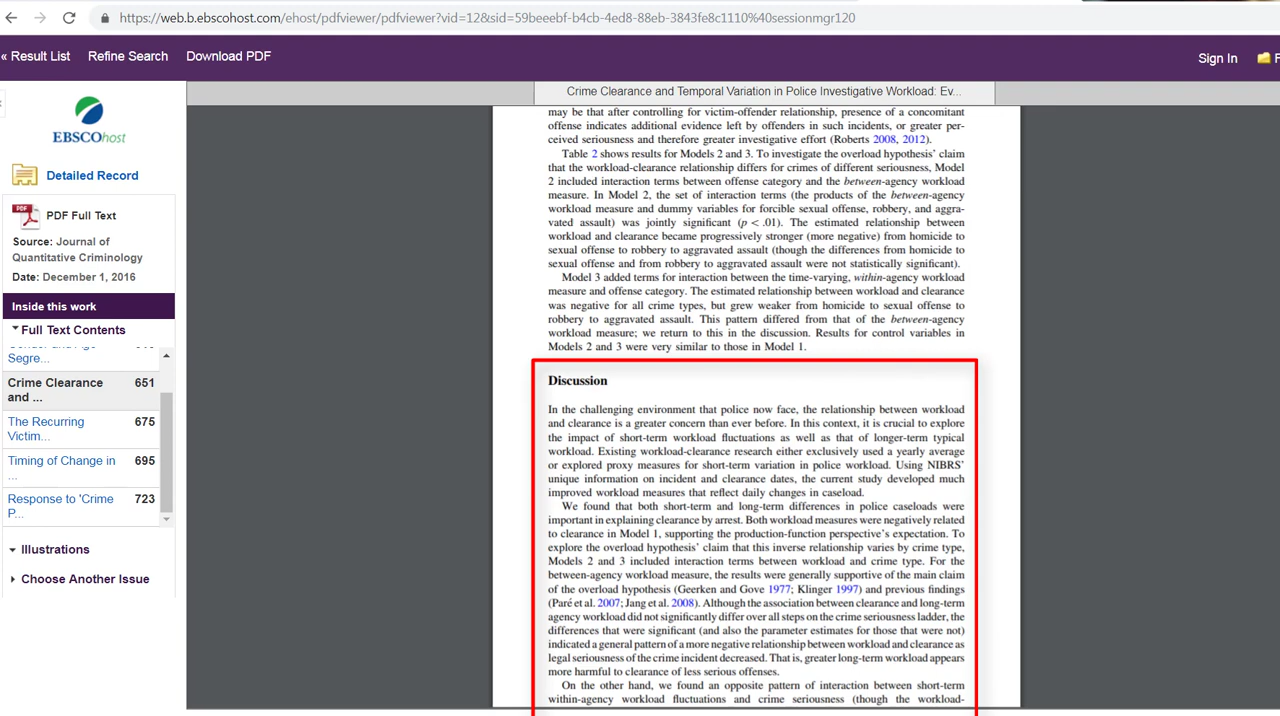 https://web.b.ebscohost.com/ehost/pdfviewer/pdfviewer?vid=12&sid=59beeebf-b4cb-4ed8-88eb-3843fe8c1110%40sessionmgr120
« Result List Refine Search Download PDF
Sign In
EBSCOhost
Detailed Record
PDF Full Text
Source: Journal of
Quantitative Criminology
Date: December 1, 2016
Inside this work
Full Text Contents
Segre...
Crime Clearance 651
and ...
The Recurring 675
Victim...
Timing of Change in 695
...
Response to 'Crime 723
P...
Illustrations
Choose Another Issue
Crime Clearance and Temporal Variation in Police Investigative Workload: Ev...
may be that after controlling for victim-offender relationship, presence of a concomitant
offense indicates additional evidence left by offenders in such incidents, or greater per-
ceived seriousness and therefore greater investigative effort (Roberts 2008, 2012).
Table 2 shows results for Models 2 and 3. To investigate the overload hypothesis' claim
that the workload-clearance relationship differs for crimes of different seriousness, Model
2 included interaction terms between offense category and the between-agency workload
measure. In Model 2, the set of interaction terms (the products of the between-agency
workload measure and dummy variables for forcible sexual offense, robbery, and aggra-
vated assault) was jointly significant (p < .01). The estimated relationship between
workload and clearance became progressively stronger (more negative) from homicide to
sexual offense to robbery to aggravated assault (though the differences from homicide to
sexual offense and from robbery to aggravated assault were not statistically significant).
Model 3 added terms for interaction between the time-varying, within-agency workload
measure and offense category. The estimated relationship between workload and clearance
was negative for all crime types, but grew weaker from homicide to sexual offense to
robbery to aggravated assault. This pattern differed from that of the between-agency
workload measure; we return to this in the discussion. Results for control variables in
Models 2 and 3 were very similar to those in Model 1.
Discussion
In the challenging environment that police now face, the relationship between workload
and clearance is a greater concern than ever before. In this context, it is crucial to explore
the impact of short-term workload fluctuations as well as that of longer-term typical
workload. Existing workload-clearance research either exclusively used a yearly average
or explored proxy measures for short-term variation in police workload. Using NIBRS'
unique information on incident and clearance dates, the current study developed much
improved workload measures that reflect daily changes in caseload.
We found that both short-term and long-term differences in police caseloads were
important in explaining clearance by arrest. Both workload measures were negatively related
to clearance in Model 1, supporting the production-function perspective's expectation. To
explore the overload hypothesis' claim that this inverse relationship varies by crime type,
Models 2 and 3 included interaction terms between workload and crime type. For the
between-agency workload measure, the results were generally supportive of the main claim
of the overload hypothesis (Geerken and Gove 1977; Klinger 1997) and previous findings
(Paré et al. 2007; Jang et al. 2008). Although the association between clearance and long-term
agency workload did not significantly differ over all steps on the crime seriousness ladder, the
differences that were significant (and also the parameter estimates for those that were not)
indicated a general pattern of a more negative relationship between workload and clearance as
legal seriousness of the crime incident decreased. That is, greater long-term workload appears
more harmful to clearance of less serious offenses.
On the other hand, we found an opposite pattern of interaction between short-term
within-agency workload fluctuations and crime seriousness (though the workload-